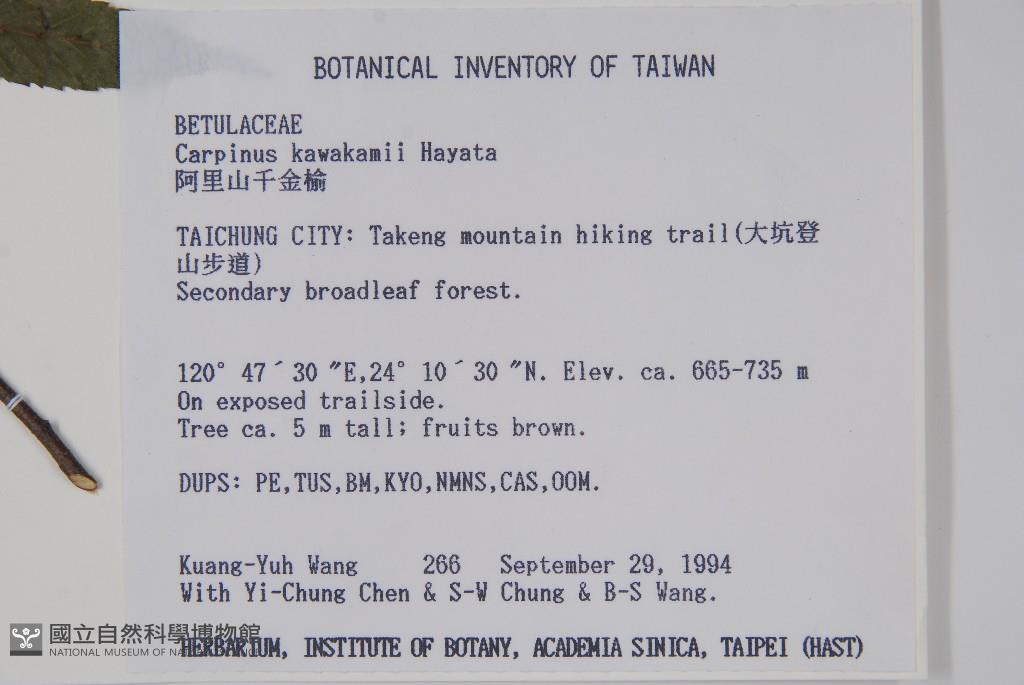 BOTANICAL INVENTORY OF TAIWAN
BETULACEAE
Carpinus kawakamii Hayata
阿里山千金榆
TAICHUNG CITY: Takeng mountain hiking trail(大坑登
山步道)
Secondary broadleaf forest.
120° 47´30 ″E,24° 10´30 ″N. Elev. ca. 665-735 m
On exposed trailside.
Tree ca. 5 m tall; fruits brown.
DUPS: PE,TUS,BM,KYO,NMNS,CAS,OOM.
Kuang-Yuh Wang 266 September 29, 1994
With Yi-Chung Chen & S-W Chung & B-S Wang.
國立自然科學博物館
NATIONAL MUSEUM OF
HERBARIUM, INSTITUTE OF BOTANY, ACADEMIA SINICA, TAIPEI (HAST)